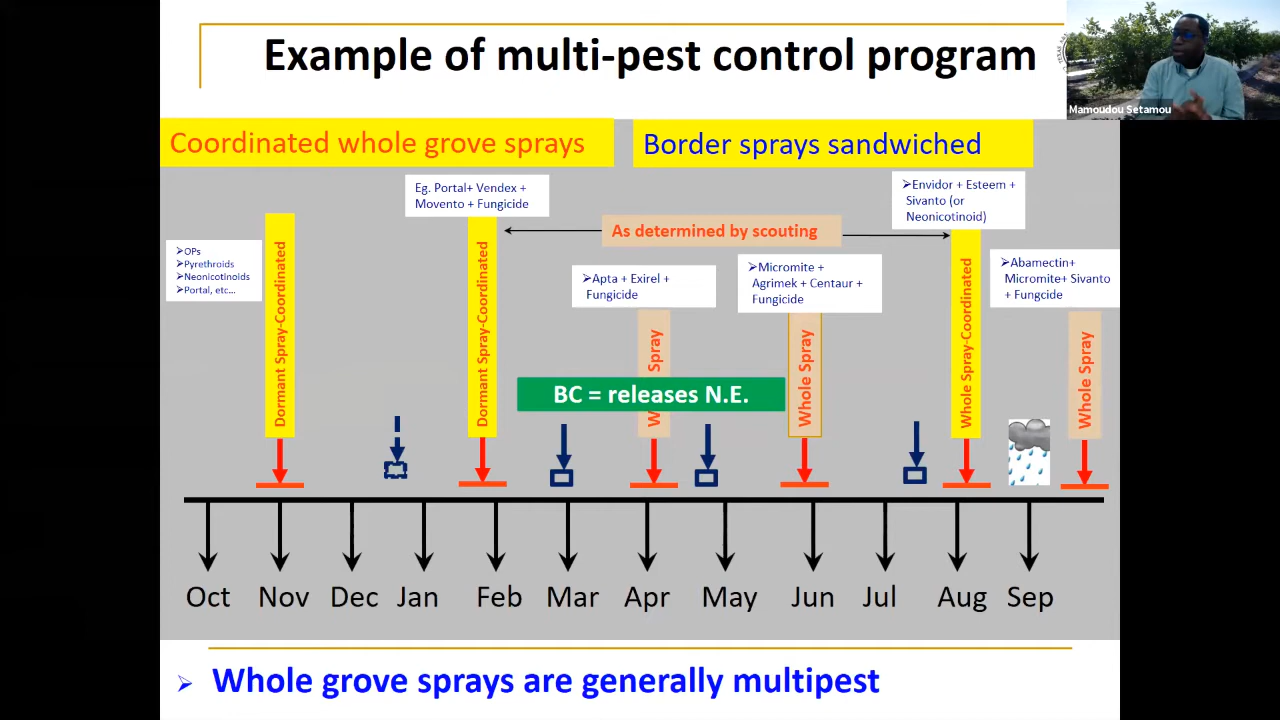 Example of multi-pest control program
Mamoudou Setamou
Coordinated whole grove sprays
Border sprays sandwiched
Eg. Portal+ Vendex +
Movento + Fungicide
➢Envidor + Esteem +
Sivanto (or
Neonicotinoid)
As determined by scouting
➢OPs
➢Pyrethroids
➢Neonicotinoids
➢Portal, etc...
➢Apta + Exirel +
Fungicide
➢Micromite +
Agrimek + Centaur +
Fungicide
➢Abamectin+
Micromite+ Sivanto
+ Fungcide
Dormant Spray-Coordinated
Dormant Spray-Coordinated
W Spray
Whole Spray
Whole Spray-Coordinated
Whole Spray
BC = releases N.E.
Oct Nov Dec Jan Feb Mar Apr May Jun Jul Aug Sep
➢ Whole grove sprays are generally multipest